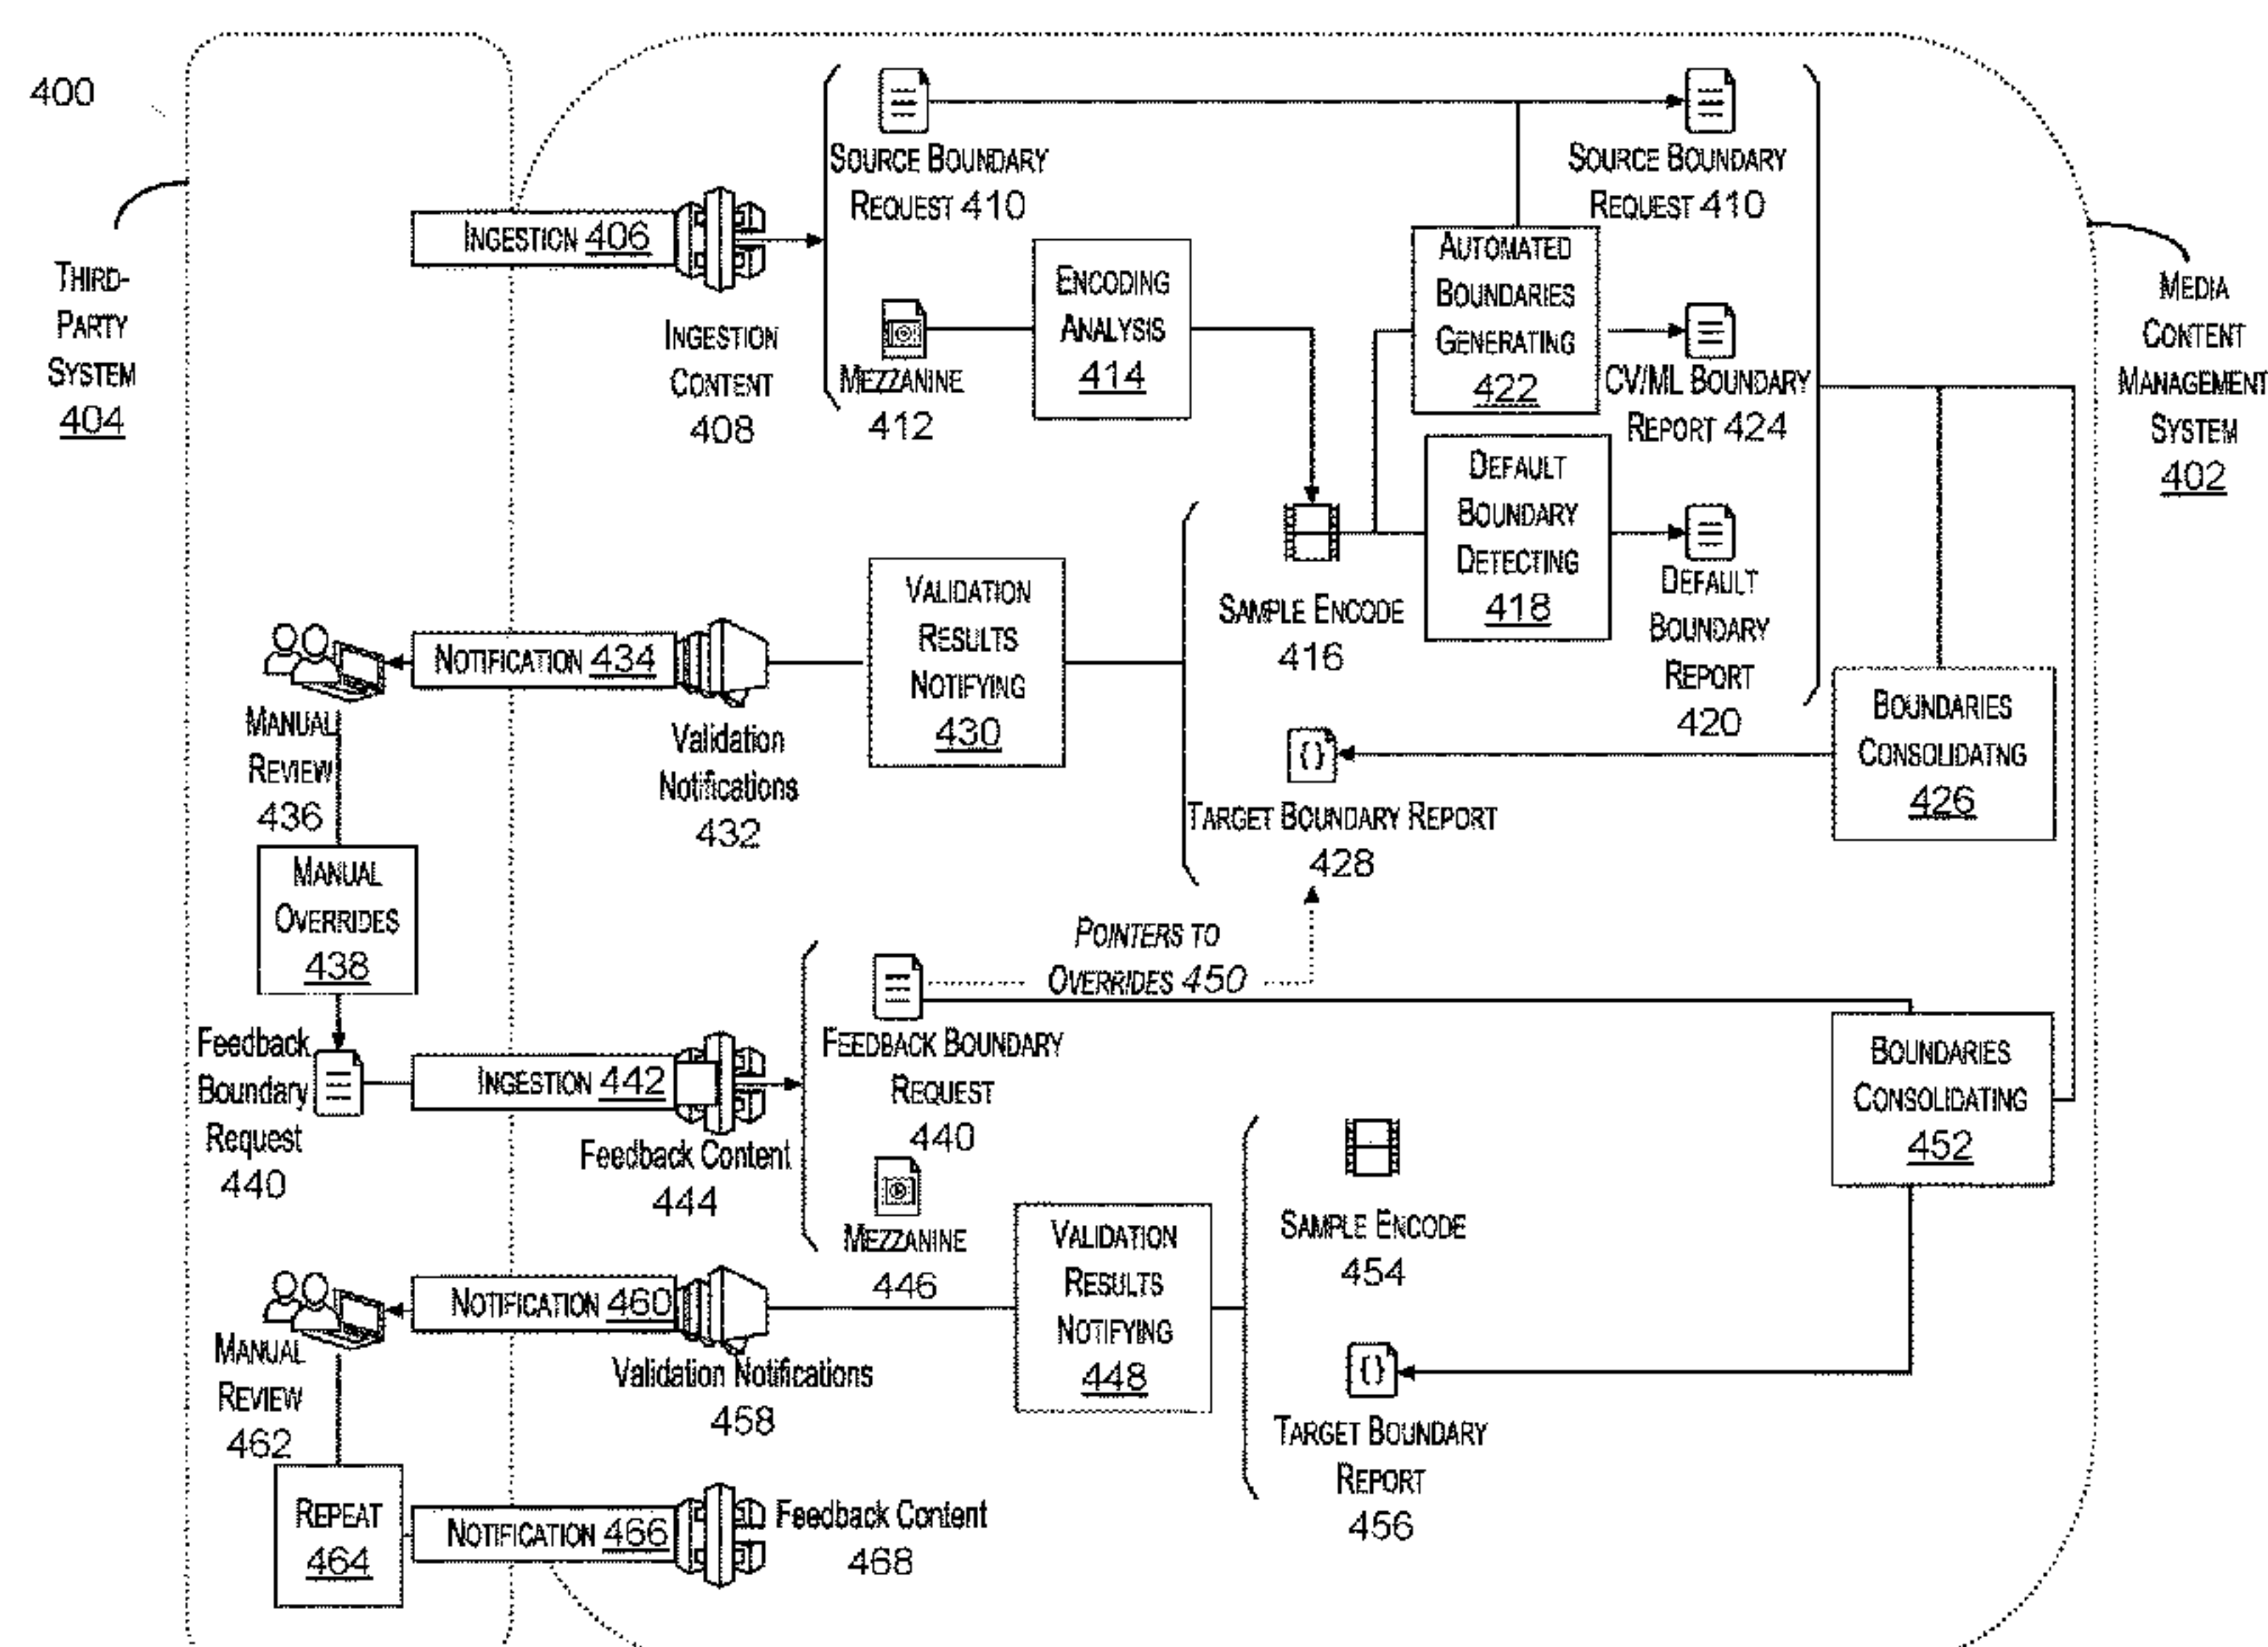 400
THIRD-
PARTY
SYSTEM
404
INGESTION 406
INGESTION
CONTENT
408
SOURCE BOUNDARY
REQUEST 410
MEZZANINE
412
ENCODING
ANALYSIS
414
SOURCE BOUNDARY
REQUEST 410
AUTOMATED
BOUNDARIES
GENERATING
422
CV/ML BOUNDARY
REPORT 424
MEDIA
CONTENT
MANAGEMENT
SYSTEM
402
SAMPLE ENCODE
416
DEFAULT
BOUNDARY
DETECTING
418
DEFAULT
BOUNDARY
REPORT
420
BOUNDARIES
CONSOLIDATNG
426
{ }
TARGET BOUNDARY REPORT
428
VALIDATION
RESULTS
NOTIFYING
430
Validation
Notifications
432
NOTIFICATION 434
MANUAL
REVIEW
436
MANUAL
OVERRIDES
438
Feedback
Boundary
Request
440
INGESTION 442
Feedback Content
444
POINTERS TO
OVERRIDES 450
FEEDBACK BOUNDARY
REQUEST
440
MEZZANINE
446
BOUNDARIES
CONSOLIDATING
452
SAMPLE ENCODE
454
{ }
TARGET BOUNDARY
REPORT
456
VALIDATION
RESULTS
NOTIFYING
448
Validation Notifications
458
NOTIFICATION 460
MANUAL
REVIEW
462
REPEAT
464
NOTIFICATION 466
Feedback Content
468